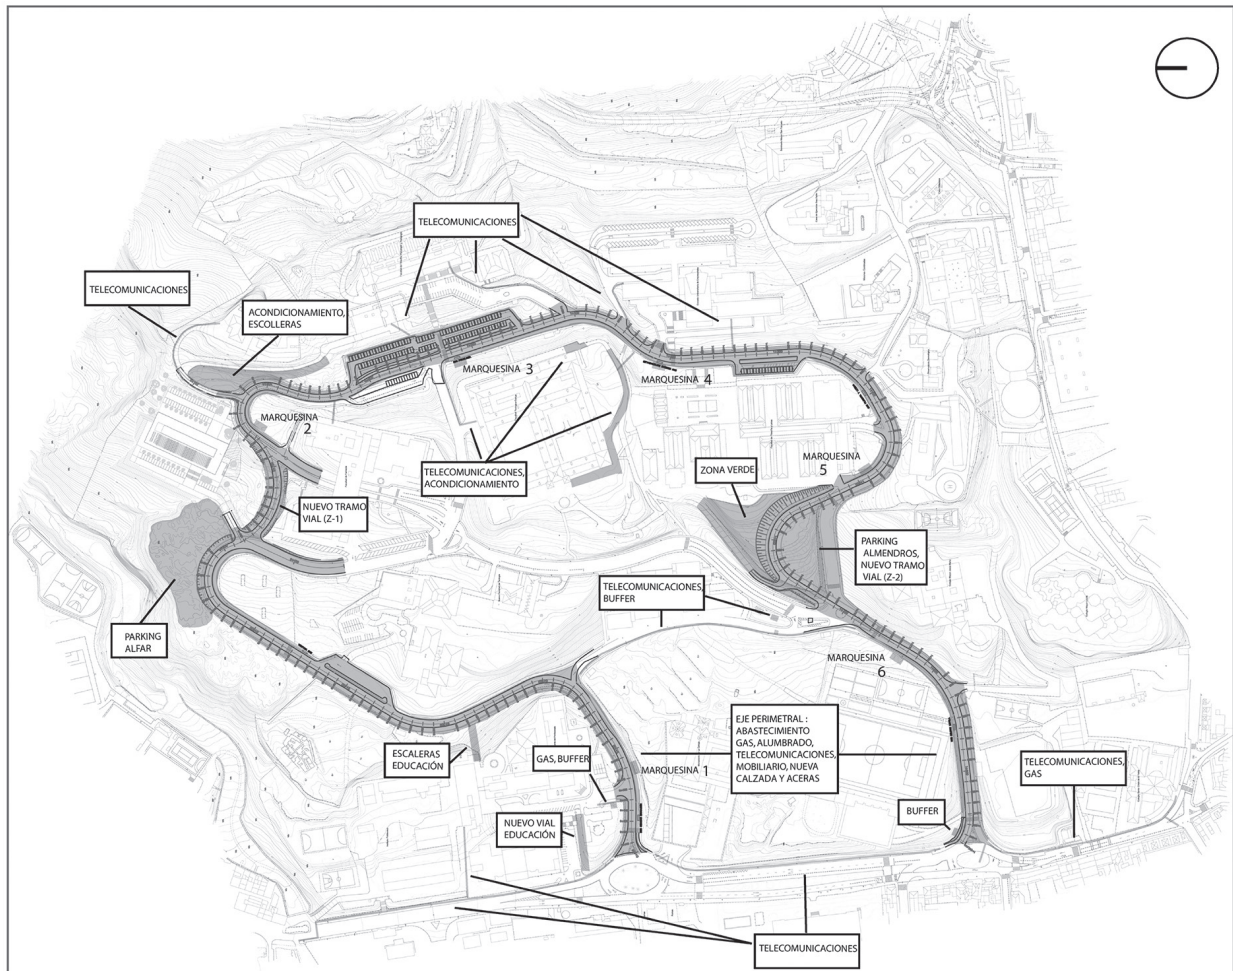 TELECOMUNICACIONES
TELECOMUNICACIONES
ACONDICIONAMIENTO,
ESCOLLERAS
MARQUESINA 3
MARQUESINA 4
MARQUESINA
2
MARQUESINA
5
TELECOMUNICACIONES,
ACONDICIONAMIENTO
ZONA VERDE
NUEVO TRAMO
VIAL (Z-1)
PARKING
ALMENDROS,
NUEVO TRAMO
VIAL (Z-2)
TELECOMUNICACIONES,
BUFFER
PARKING
ALFAR
MARQUESINA
6
EJE PERIMETRAL :
ABASTECIMIENTO
GAS, ALUMBRADO,
TELECOMUNICACIONES,
MOBILIARIO, NUEVA
CALZADA Y ACERAS
ESCALERAS
EDUCACIÓN
GAS, BUFFER
MARQUESINA 1
TELECOMUNICACIONES,
GAS
NUEVO VIAL
EDUCACIÓN
BUFFER
TELECOMUNICACIONES